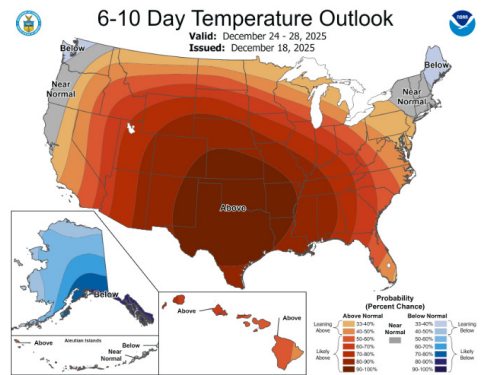 6-10 Day Temperature Outlook
Valid: December 24 - 28, 2025
Issued: December 18, 2025
NOAA
Below
Near
Normal
Below
Near
Normal
Above
Below
Above
Aleutian Islands
Below
Near
Normal
Above
Above
Probability
(Percent Chance)
Above Normal
Near
Normal
Below Normal
Leaning
Above
33-40%
40-50%
50-60%
Likely
Above
60-70%
70-80%
80-90%
90-100%
33-40%
40-50%
50-60%
60-70%
70-80%
80-90%
90-100%
Leaning
Below
Likely
Below